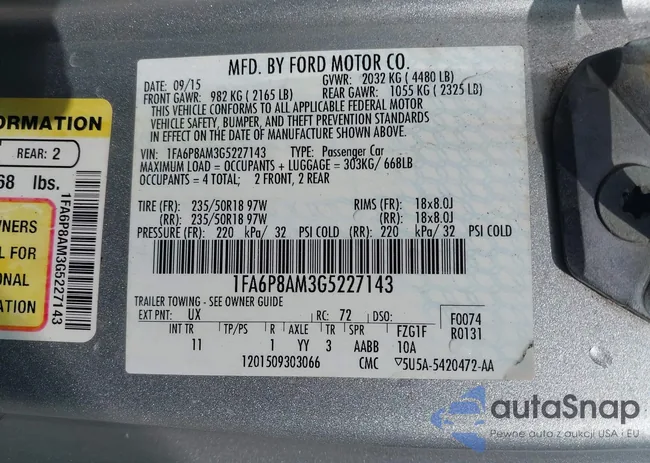 MFD. BY FORD MOTOR CO.
DATE: 09/15 GVWR: 2032 KG ( 4480 LB)
FRONT GAWR: 982 KG ( 2165 LB) REAR GAWR: 1055 KG ( 2325 LB)
THIS VEHICLE CONFORMS TO ALL APPLICABLE FEDERAL MOTOR
VEHICLE SAFETY, BUMPER, AND THEFT PREVENTION STANDARDS
IN EFFECT ON THE DATE OF MANUFACTURE SHOWN ABOVE.
VIN: 1FA6P8AM3G5227143 TYPE: Passenger Car
MAXIMUM LOAD = OCCUPANTS + LUGGAGE = 303KG/ 668LB
OCCUPANTS = 4 TOTAL; 2 FRONT, 2 REAR
TIRE (FR): 235/50R18 97W RIMS (FR): 18x8.0J
(RR): 235/50R18 97W (RR): 18x8.0J
PRESSURE (FR): 220 kPa/ 32 PSI COLD (RR): 220 kPa/ 32 PSI COLD
1FA6P8AM3G5227143
TRAILER TOWING - SEE OWNER GUIDE
EXT PNT: UX RC: 72 DSO: F0074
R0131
INT TR TP/PS R AXLE TR SPR FZG1F
11 1 YY 3 AABB 10A
1201509303066 CMC ▽5U5A-5420472-AA
ORMATION
REAR: 2
68 lbs.
WNERS
L FOR
ONAL
ON
1FA6P8AM3G5227143
autoSnap
Pewne auto z aukcji USA i EU